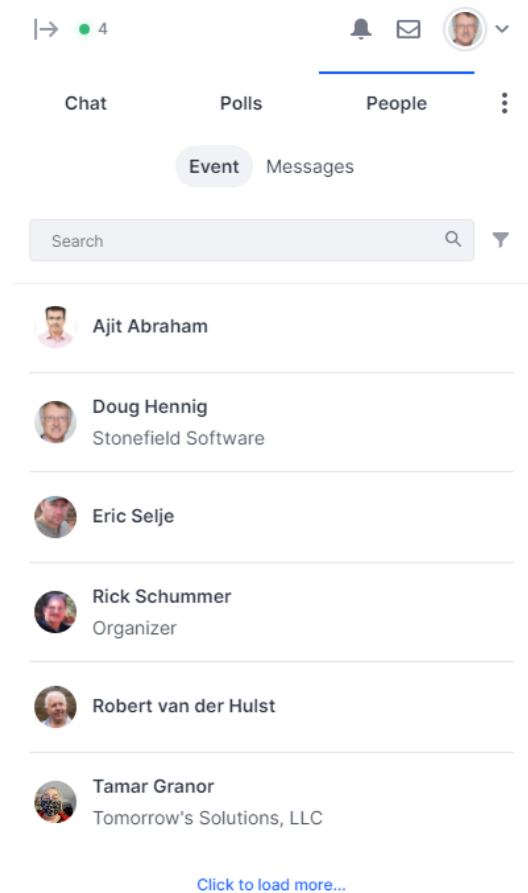 4
Chat
Polls
People
Event
Messages
Search
Ajit Abraham
Doug Hennig
Stonefield Software
Eric Selje
Rick Schummer
Organizer
Robert van der Hulst
Tamar Granor
Tomorrow's Solutions, LLC
Click to load more...